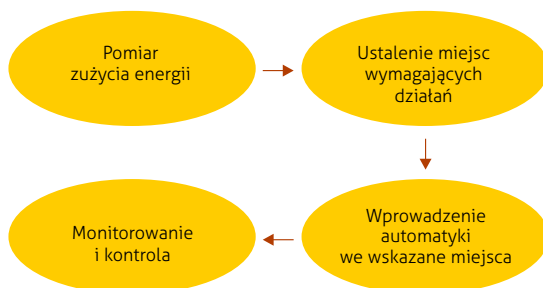 Pomiar
zużycia energii
Ustalenie miejsc
wymagających
działań
Wprowadzenie
automatyki
we wskazane miejsca
Monitorowanie
i kontrola